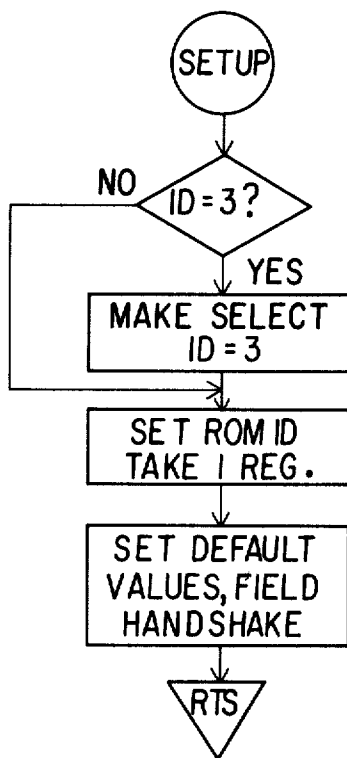 SETUP
ID=3?
NO
YES
MAKE SELECT
ID=3
SET ROM ID
TAKE 1 REG.
SET DEFAULT
VALUES, FIELD
HANDSHAKE
RTS